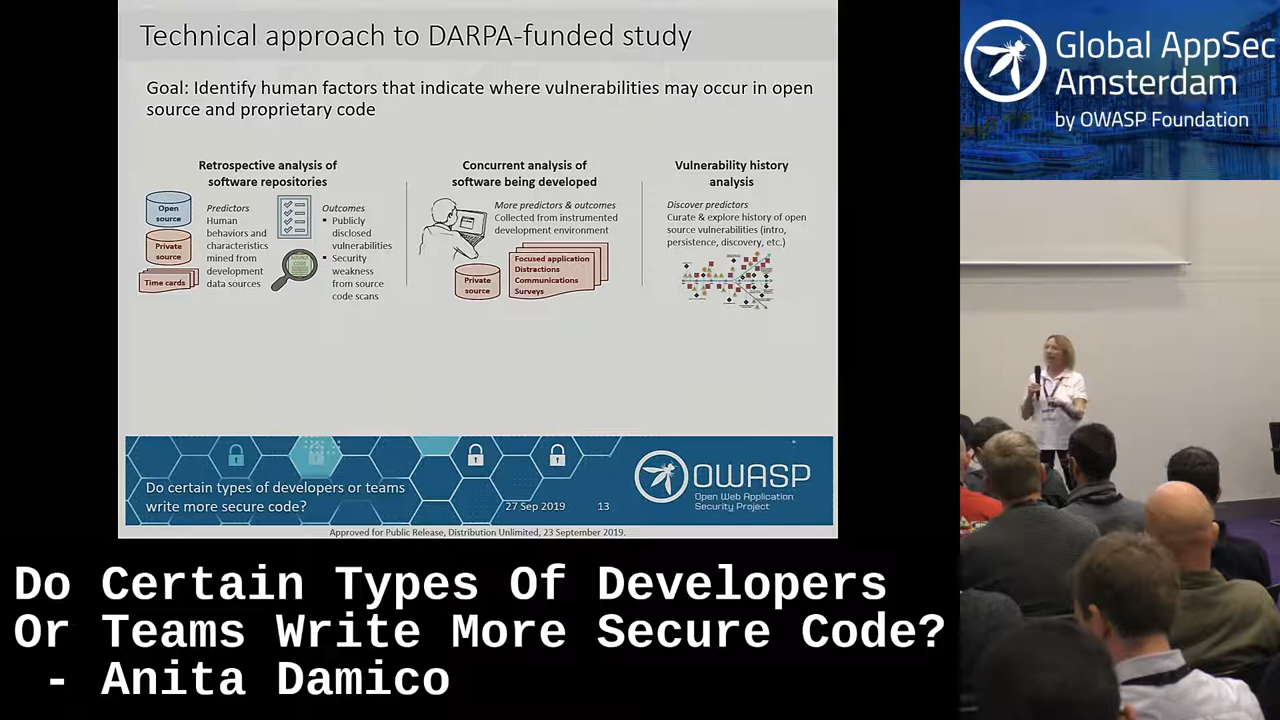 Technical approach to DARPA-funded study
Goal: Identify human factors that indicate where vulnerabilities may occur in open
source and proprietary code
Retrospective analysis of
software repositories
Open
source
Private
source
Time cards
Predictors
Human
behaviors and
characteristics
mined from
development
data sources
Outcomes
▪ Publicly
disclosed
vulnerabilities
▪ Security
weakness
from source
code scans
Concurrent analysis of
software being developed
More predictors & outcomes
Collected from instrumented
development environment
Private
source
Focused application
Distractions
Communications
Surveys
Vulnerability history
analysis
Discover predictors
Curate & explore history of open
source vulnerabilities (intro,
persistence, discovery, etc.)
Do certain types of developers or teams
write more secure code?
27 Sep 2019 13
OWASP
Open Web Application
Security Project
Approved for Public Release, Distribution Unlimited, 23 September 2019.
Global AppSec
Amsterdam
by OWASP Foundation
Do Certain Types Of Developers
Or Teams Write More Secure Code?
- Anita Damico